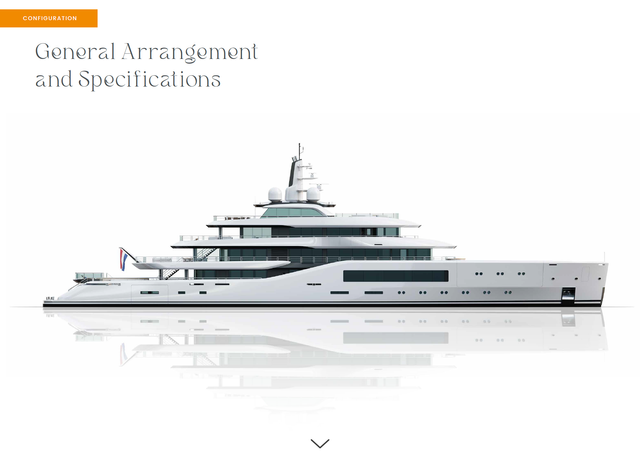 CONFIGURATION
General Arrangement
and Specifications